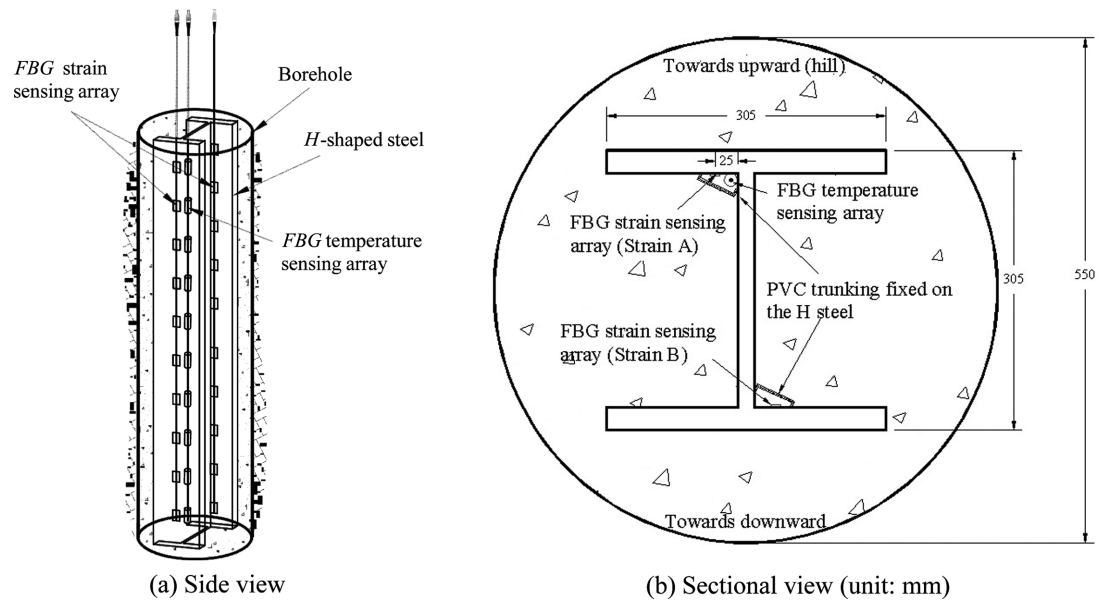 FBG strain
sensing array
Borehole
H-shaped steel
FBG temperature
sensing array
(a) Side view
Towards upward (hill)
305
25
FBG temperature
sensing array
FBG strain sensing
array (Strain A)
PVC trunking fixed on
the H steel
305
550
FBG strain sensing
array (Strain B)
Towards downward
(b) Sectional view (unit: mm)